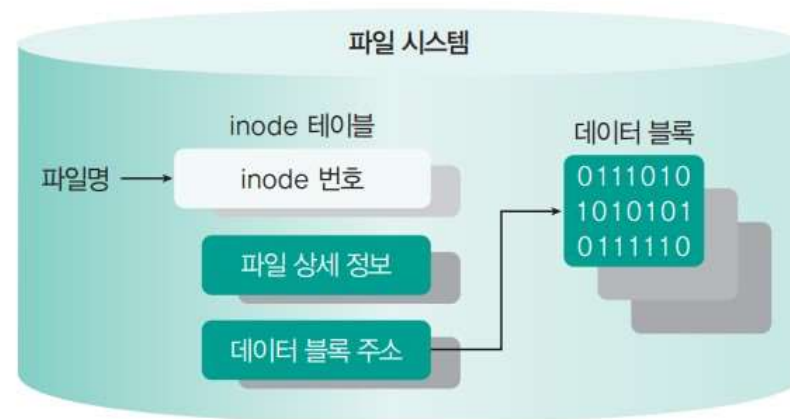 파일 시스템
inode 테이블
데이터 블록
파일명
inode 번호
0111010
1010101
0111110
파일 상세 정보
데이터 블록 주소